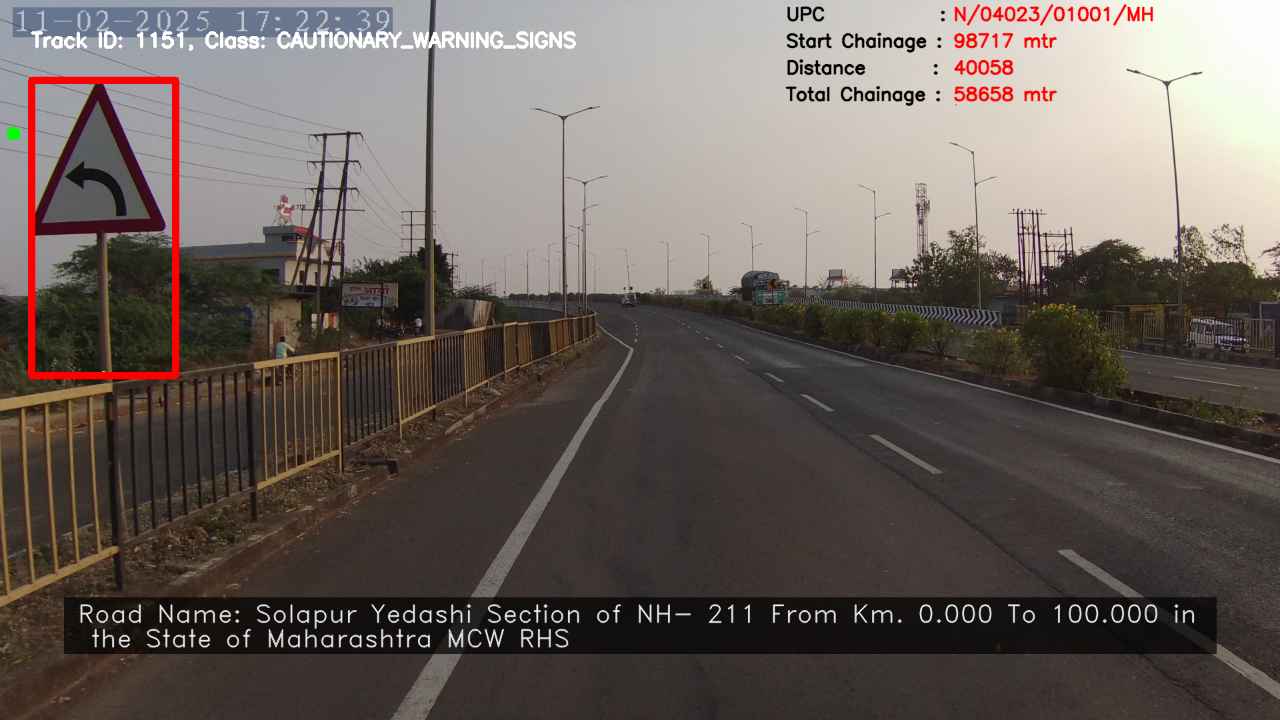 11-02-2025 17:22:39
Track ID: 1151, Class: CAUTIONARY_WARNING_SIGNS
UPC : N/04023/01001/MH
Start Chainage : 98717 mtr
Distance : 40058
Total Chainage : 58658 mtr
Road Name: Solapur Yedashi Section of NH- 211 From Km. 0.000 To 100.000 in
the State of Maharashtra MCW RHS